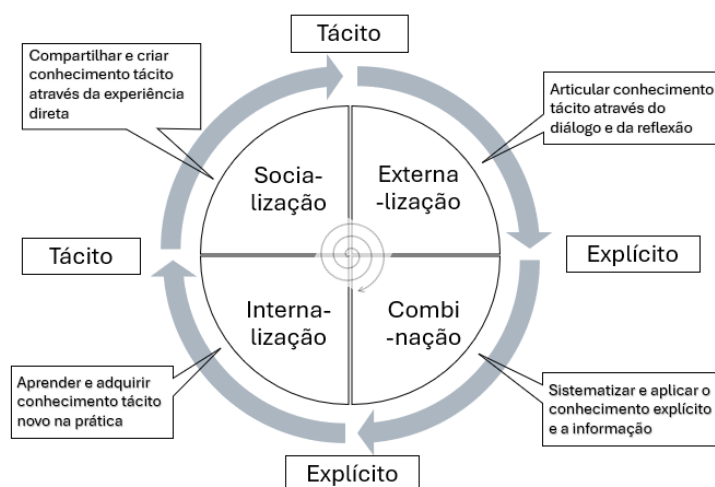 Tácito
Compartilhar e criar
conhecimento tácito
através da experiência
direta
Articular conhecimento
tácito através do
diálogo e da reflexão
Socia-
lização
Externa
-lização
Tácito
Explícito
Interna-
lização
Combi
-nação
Aprender e adquirir
conhecimento tácito
novo na prática
Sistematizar e aplicar o
conhecimento explícito
e a informação
Explícito